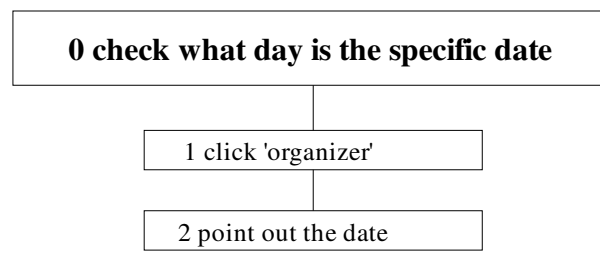 0 check what day is the specific date
1 click 'organizer'
2 point out the date